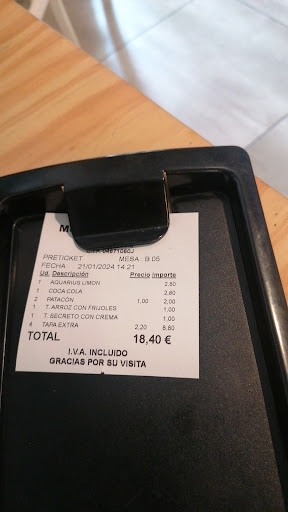 PRETICKET MESA : B 05
FECHA 21/01/2024 14:21
Ud. Descripción Precio Importe
1 AQUARIUS LIMON 2,80
1 COCA COLA 2,80
2 PATACÓN 1,00 2,00
1 T. ARROZ CON FRIJOLES 1,00
1 T. SECRETO CON CREMA 1,00
4 TAPA EXTRA 2,20 8,80
TOTAL 18,40 €
I.V.A. INCLUIDO
GRACIAS POR SU VISITA